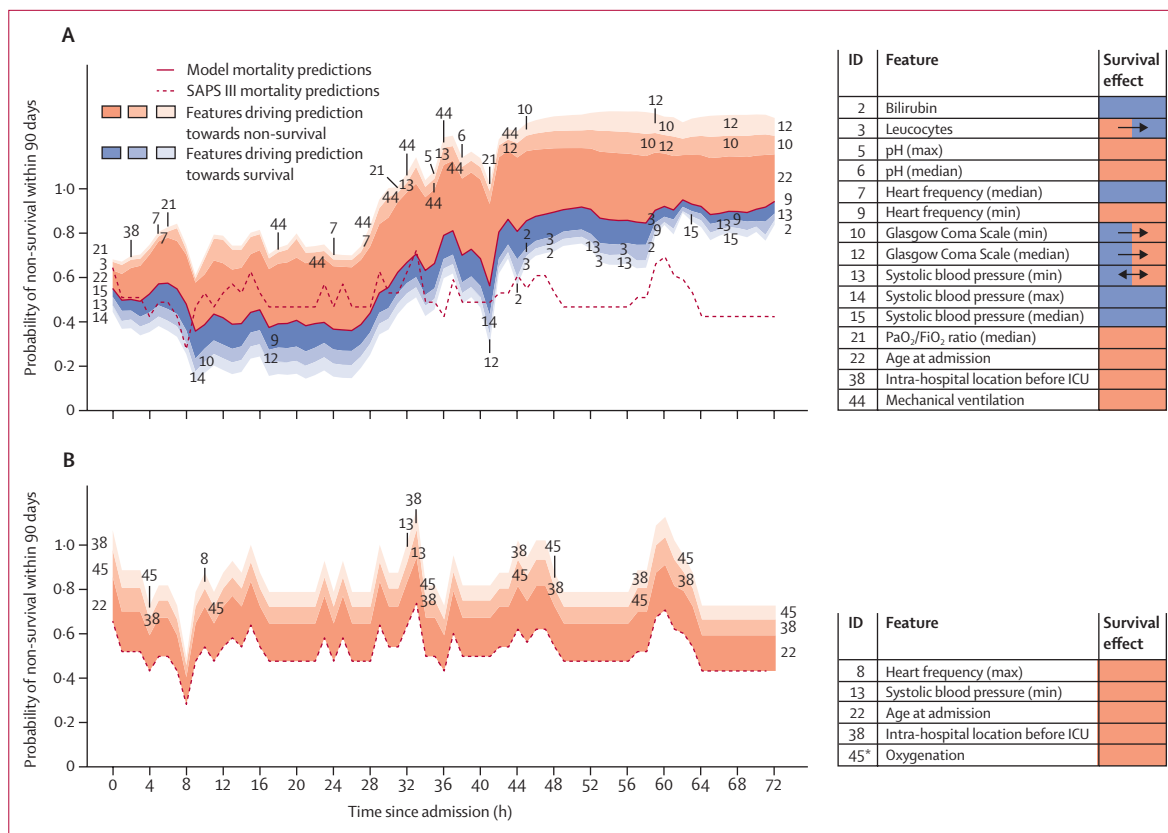 A
Probability of non-survival within 90 days
1·0
0·8
0·6
0·4
0·2
0
Model mortality predictions
SAPS III mortality predictions
Features driving prediction
towards non-survival
Features driving prediction
towards survival
21
3
22
15
13
14
38
7
7
21
14
10
44
9
12
44
7
44
7
21
44
44
13
5
44
44
13
44
6
21
14
12
44
12
10
2
3
2
3
2
13
3
13
10
12
3
9
2
10
12
15
12
10
13
9
15
12
10
22
9
13
2
ID Feature Survival
effect
2 Bilirubin
3 Leucocytes
5 pH (max)
6 pH (median)
7 Heart frequency (median)
9 Heart frequency (min)
10 Glasgow Coma Scale (min)
12 Glasgow Coma Scale (median)
13 Systolic blood pressure (min)
14 Systolic blood pressure (max)
15 Systolic blood pressure (median)
21 PaO₂/FiO₂ ratio (median)
22 Age at admission
38 Intra-hospital location before ICU
44 Mechanical ventilation
B
Probability of non-survival within 90 days
1·0
0·8
0·6
0·4
0·2
0
38
45
22
45
38
8
45
13
38
13
45
38
38
45
45
38
38
45
62
38
45
38
22
0 4 8 12 16 20 24 28 32 36 40 44 48 52 56 60 64 68 72
Time since admission (h)
ID Feature Survival
effect
8 Heart frequency (max)
13 Systolic blood pressure (min)
22 Age at admission
38 Intra-hospital location before ICU
45* Oxygenation